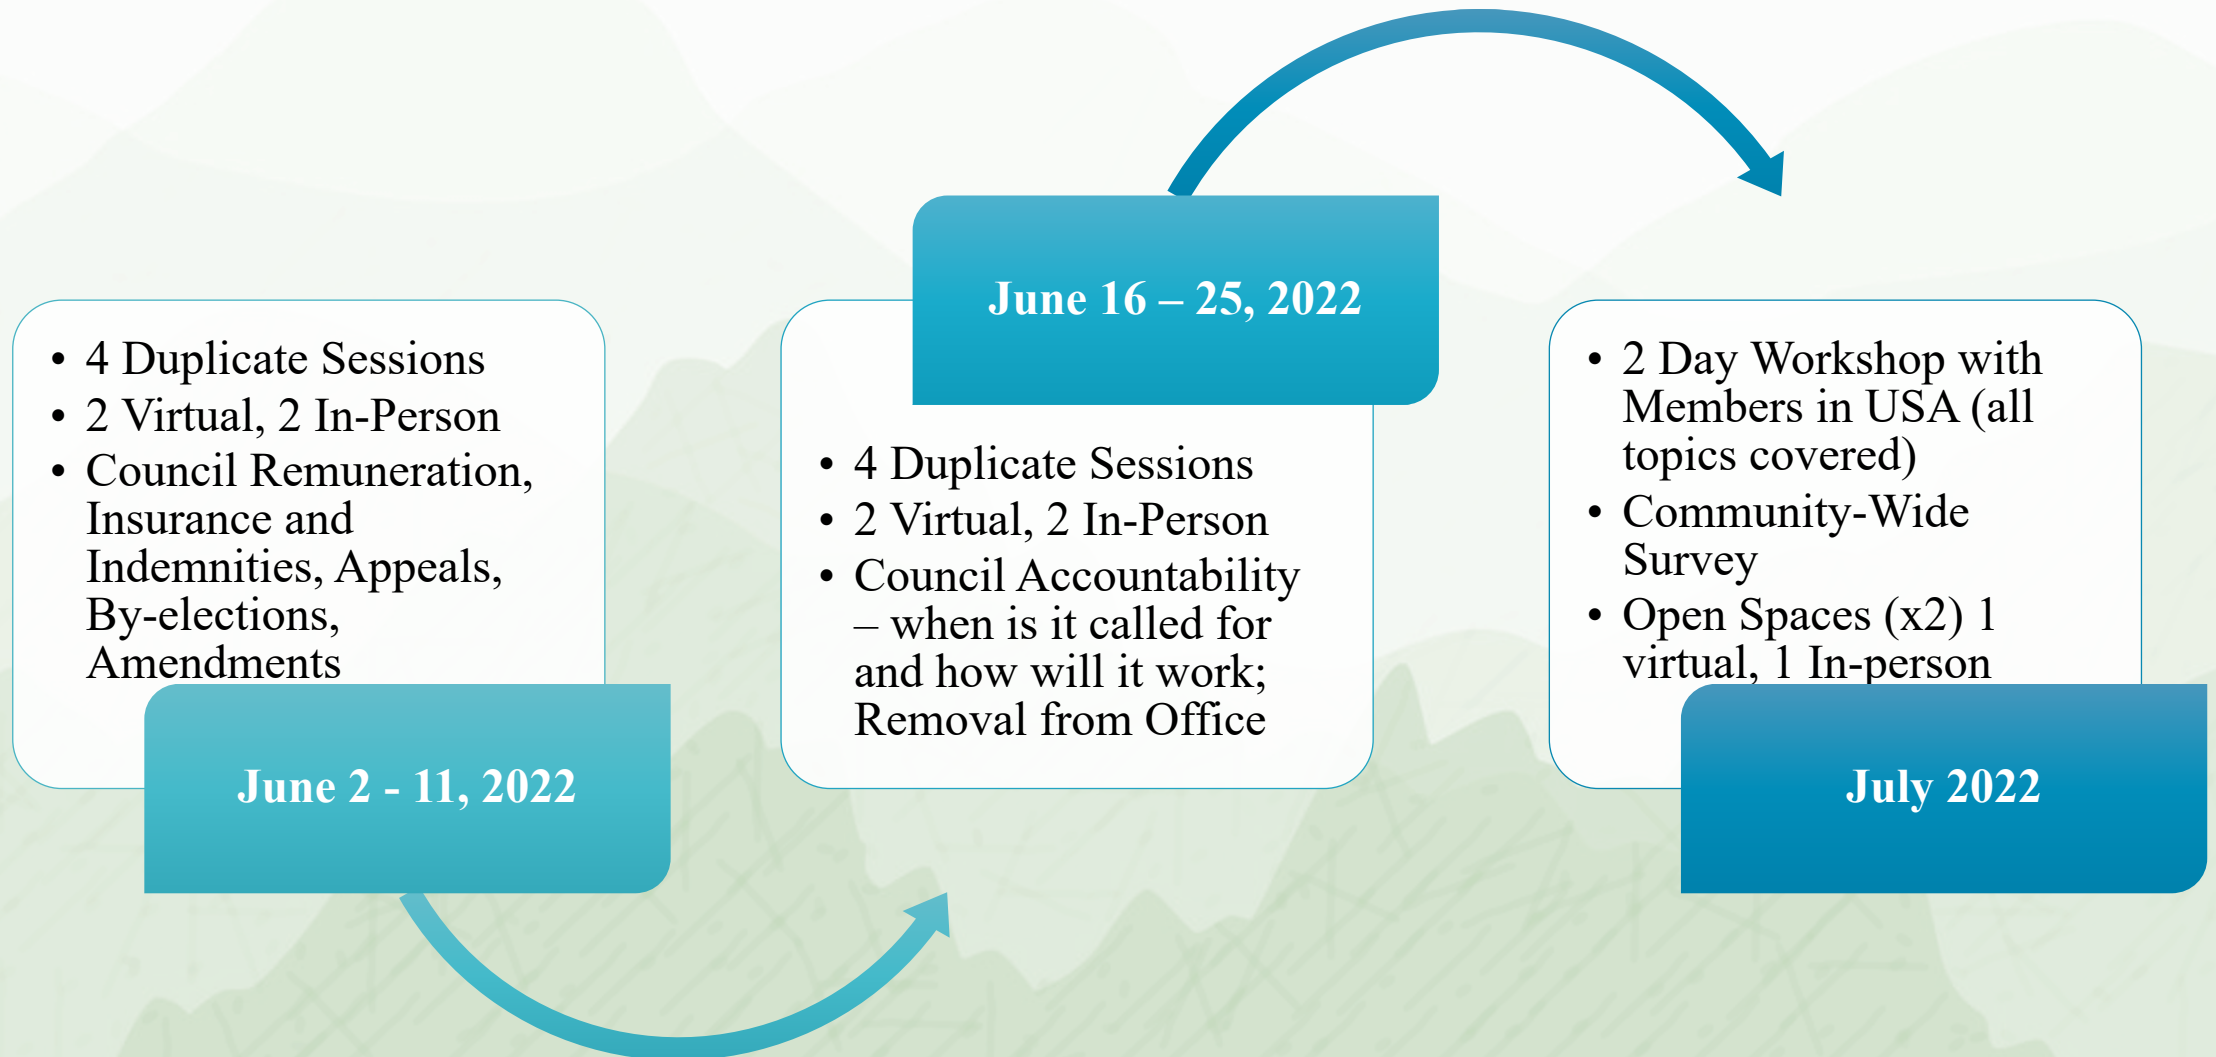 • 4 Duplicate Sessions
• 2 Virtual, 2 In-Person
• Council Remuneration,
Insurance and
Indemnities, Appeals,
By-elections,
Amendments
June 2 - 11, 2022
June 16 – 25, 2022
• 4 Duplicate Sessions
• 2 Virtual, 2 In-Person
• Council Accountability
– when is it called for
and how will it work;
Removal from Office
• 2 Day Workshop with
Members in USA (all
topics covered)
• Community-Wide
Survey
• Open Spaces (x2) 1
virtual, 1 In-person
July 2022